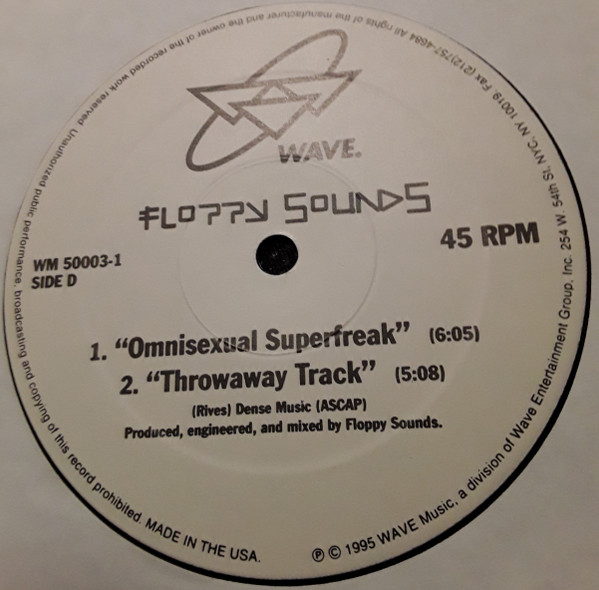 WAVE.
FLOPPY SOUNDS
45 RPM
WM 50003-1
SIDE D
1. "Omnisexual Superfreak" (6:05)
2. "Throwaway Track" (5:08)
(Rives) Dense Music (ASCAP)
Produced, engineered, and mixed by Floppy Sounds.
℗ © 1995 WAVE Music, a division of Wave Entertainment Group, Inc. 254 W. 54th St, NYC, NY 10019. Fax (212)757-4684 All rights of the manufacturer and the owner of the recorded work reserved. Unauthorized public performance, broadcasting and copying of this record prohibited. MADE IN THE USA.